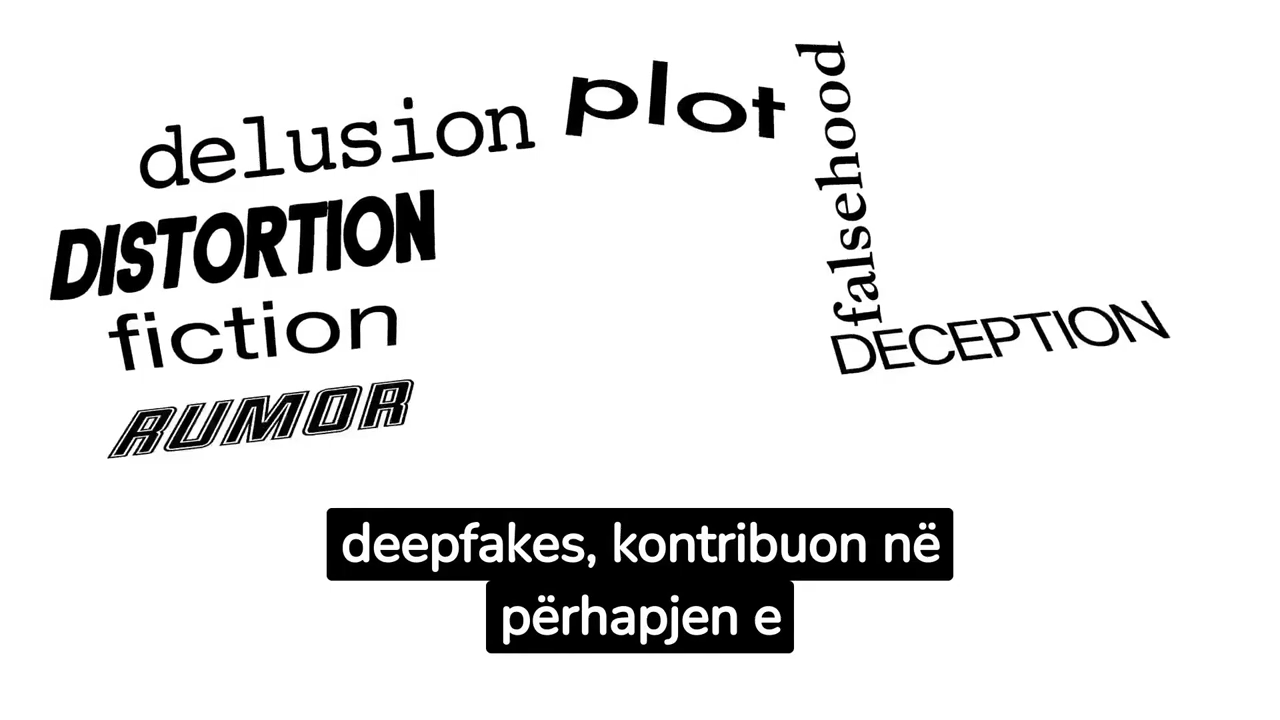 delusion
plot
falsehood
DISTORTION
fiction
DECEPTION
RUMOR
deepfakes, kontribuon në
përhapjen e